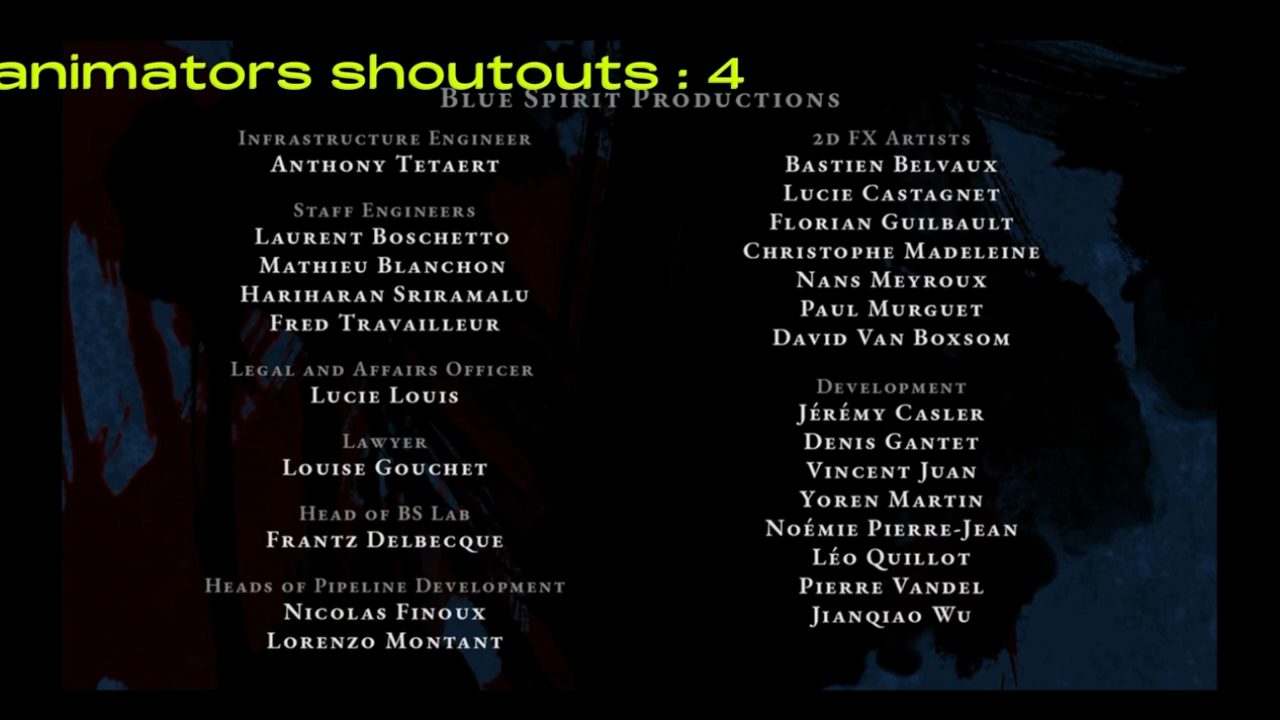 animators shoutouts : 4
Blue Spirit Productions
Infrastructure Engineer
Anthony Tetaert
Staff Engineers
Laurent Boschetto
Mathieu Blanchon
Hariharan Sriramalu
Fred Travailleur
Legal and Affairs Officer
Lucie Louis
Lawyer
Louise Gouchet
Head of BS Lab
Frantz Delbecque
Heads of Pipeline Development
Nicolas Finoux
Lorenzo Montant
2D FX Artists
Bastien Belvaux
Lucie Castagnet
Florian Guilbault
Christophe Madeleine
Nans Meyroux
Paul Murguet
David Van Boxsom
Development
Jérémy Casler
Denis Gantet
Vincent Juan
Yoren Martin
Noémie Pierre-Jean
Léo Quillot
Pierre Vandel
Jianqiao Wu